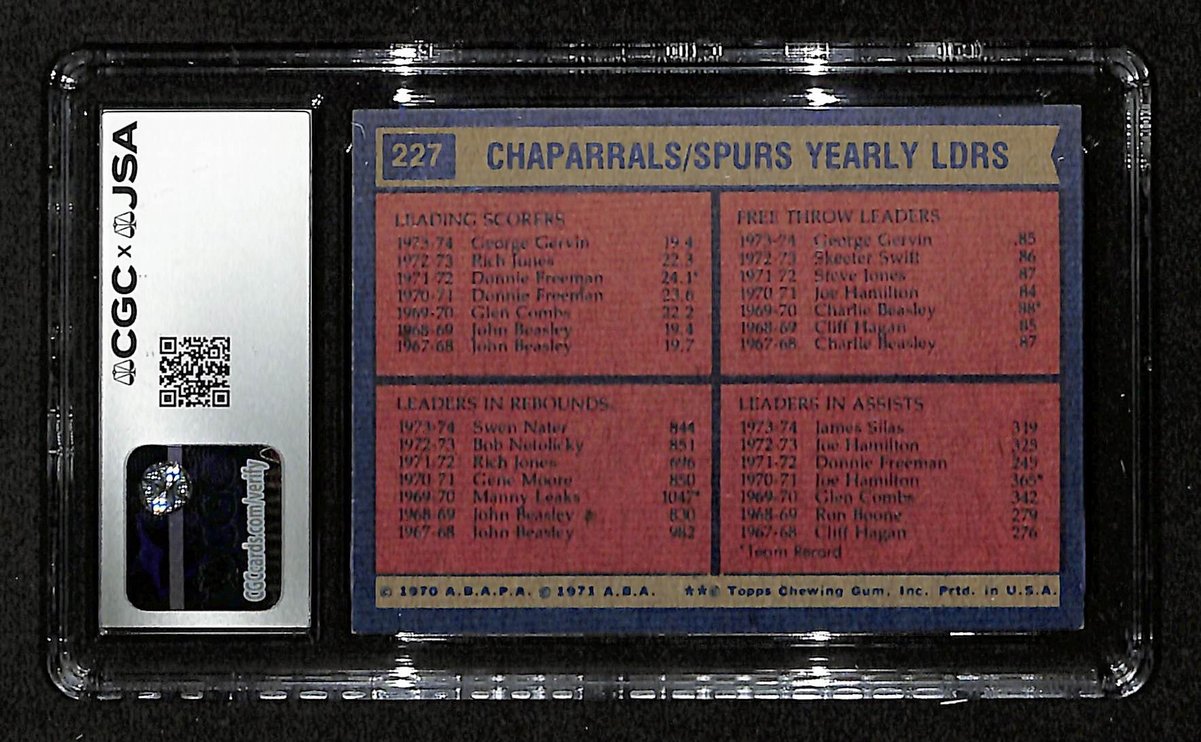 CGC x JSA
CGCcards.com/verify
227 CHAPARRALS/SPURS YEARLY LDRS
LEADING SCORERS
1973-74 George Gervin 19.4
1972-73 Rich Jones 22.3
1971-72 Donnie Freeman 24.1*
1970-71 Donnie Freeman 23.6
1969-70 Glen Combs 22.2
1968-69 John Beasley 19.4
1967-68 John Beasley 19.7
FREE THROW LEADERS
1973-74 George Gervin .85
1972-73 Skeeter Swift .86
1971-72 Steve Jones .87
1970-71 Joe Hamilton .84
1969-70 Charlie Beasley .88*
1968-69 Cliff Hagan .85
1967-68 Charlie Beasley .87
LEADERS IN REBOUNDS
1973-74 Swen Nater 844
1972-73 Bob Netolicky 851
1971-72 Rich Jones 696
1970-71 Gene Moore 850
1969-70 Manny Leaks 1047*
1968-69 John Beasley 830
1967-68 John Beasley 982
LEADERS IN ASSISTS
1973-74 James Silas 319
1972-73 Joe Hamilton 325
1971-72 Donnie Freeman 245
1970-71 Joe Hamilton 365*
1969-70 Glen Combs 342
1968-69 Ron Boone 279
1967-68 Cliff Hagan 276
*Team Record
© 1970 A.B.A.P.A. © 1971 A.B.A. **© Topps Chewing Gum, Inc. Prtd. in U.S.A.